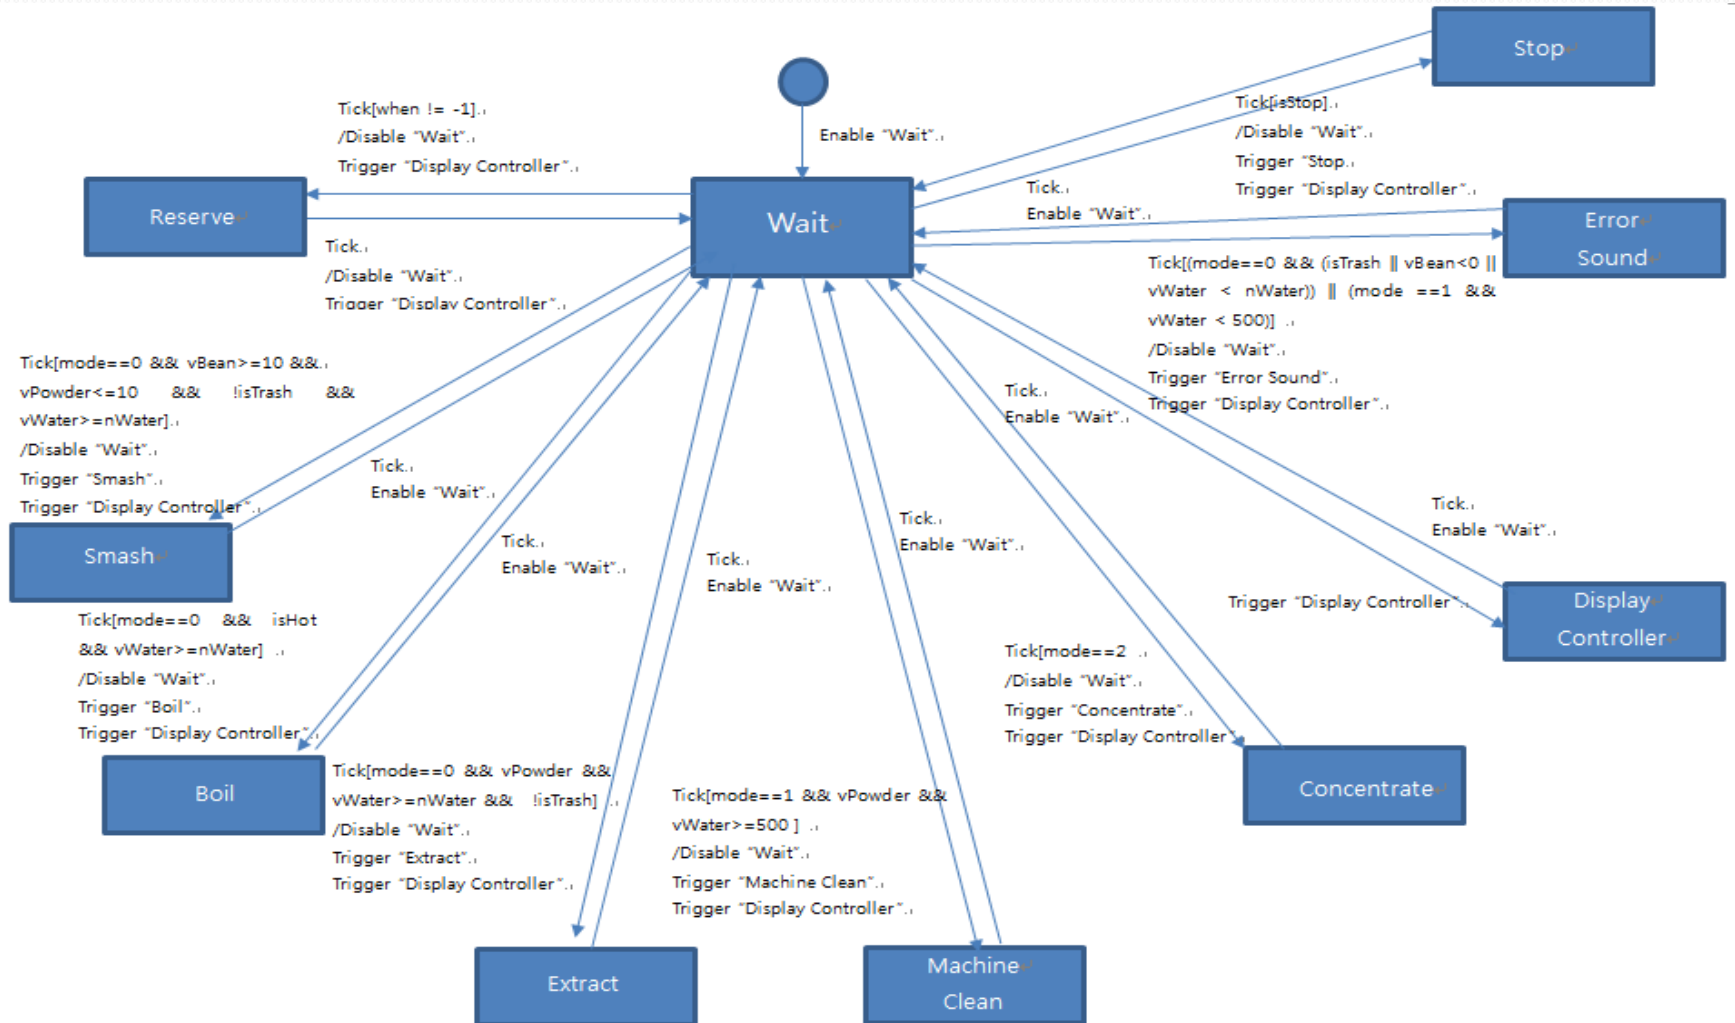 Stop
Tick[when != -1].
/Disable “Wait”.
Trigger “Display Controller”.
Enable “Wait”.
Tick[isStop].
/Disable “Wait”.
Trigger “Stop.
Trigger “Display Controller”.
Reserve
Wait
Tick.
Enable “Wait”.
Error
Sound
Tick.
/Disable “Wait”.
Trigger “Display Controller”.
Tick[(mode==0 && (isTrash || vBean<0 ||
vWater < nWater)) || (mode ==1 &&
vWater < 500)] .
/Disable “Wait”.
Trigger “Error Sound”.
Trigger “Display Controller”.
Tick[mode==0 && vBean>=10 &&.
vPowder<=10 && !isTrash &&
vWater>=nWater].
/Disable “Wait”.
Trigger “Smash”.
Trigger “Display Controller”.
Tick.
Enable “Wait”.
Tick.
Enable “Wait”.
Smash
Tick.
Enable “Wait”.
Tick.
Enable “Wait”.
Tick.
Enable “Wait”.
Tick.
Enable “Wait”.
Tick[mode==0 && isHot
&& vWater>=nWater] .
/Disable “Wait”.
Trigger “Boil”.
Trigger “Display Controller”.
Trigger “Display Controller”.
Display
Controller
Tick[mode==2 .
/Disable “Wait”.
Trigger “Concentrate”.
Trigger “Display Controller”
Boil
Tick[mode==0 && vPowder &&
vWater>=nWater && !isTrash] .
/Disable “Wait”.
Trigger “Extract”.
Trigger “Display Controller”.
Tick[mode==1 && vPowder &&
vWater>=500 ] .
/Disable “Wait”.
Trigger “Machine Clean”.
Trigger “Display Controller”.
Concentrate
Extract
Machine
Clean